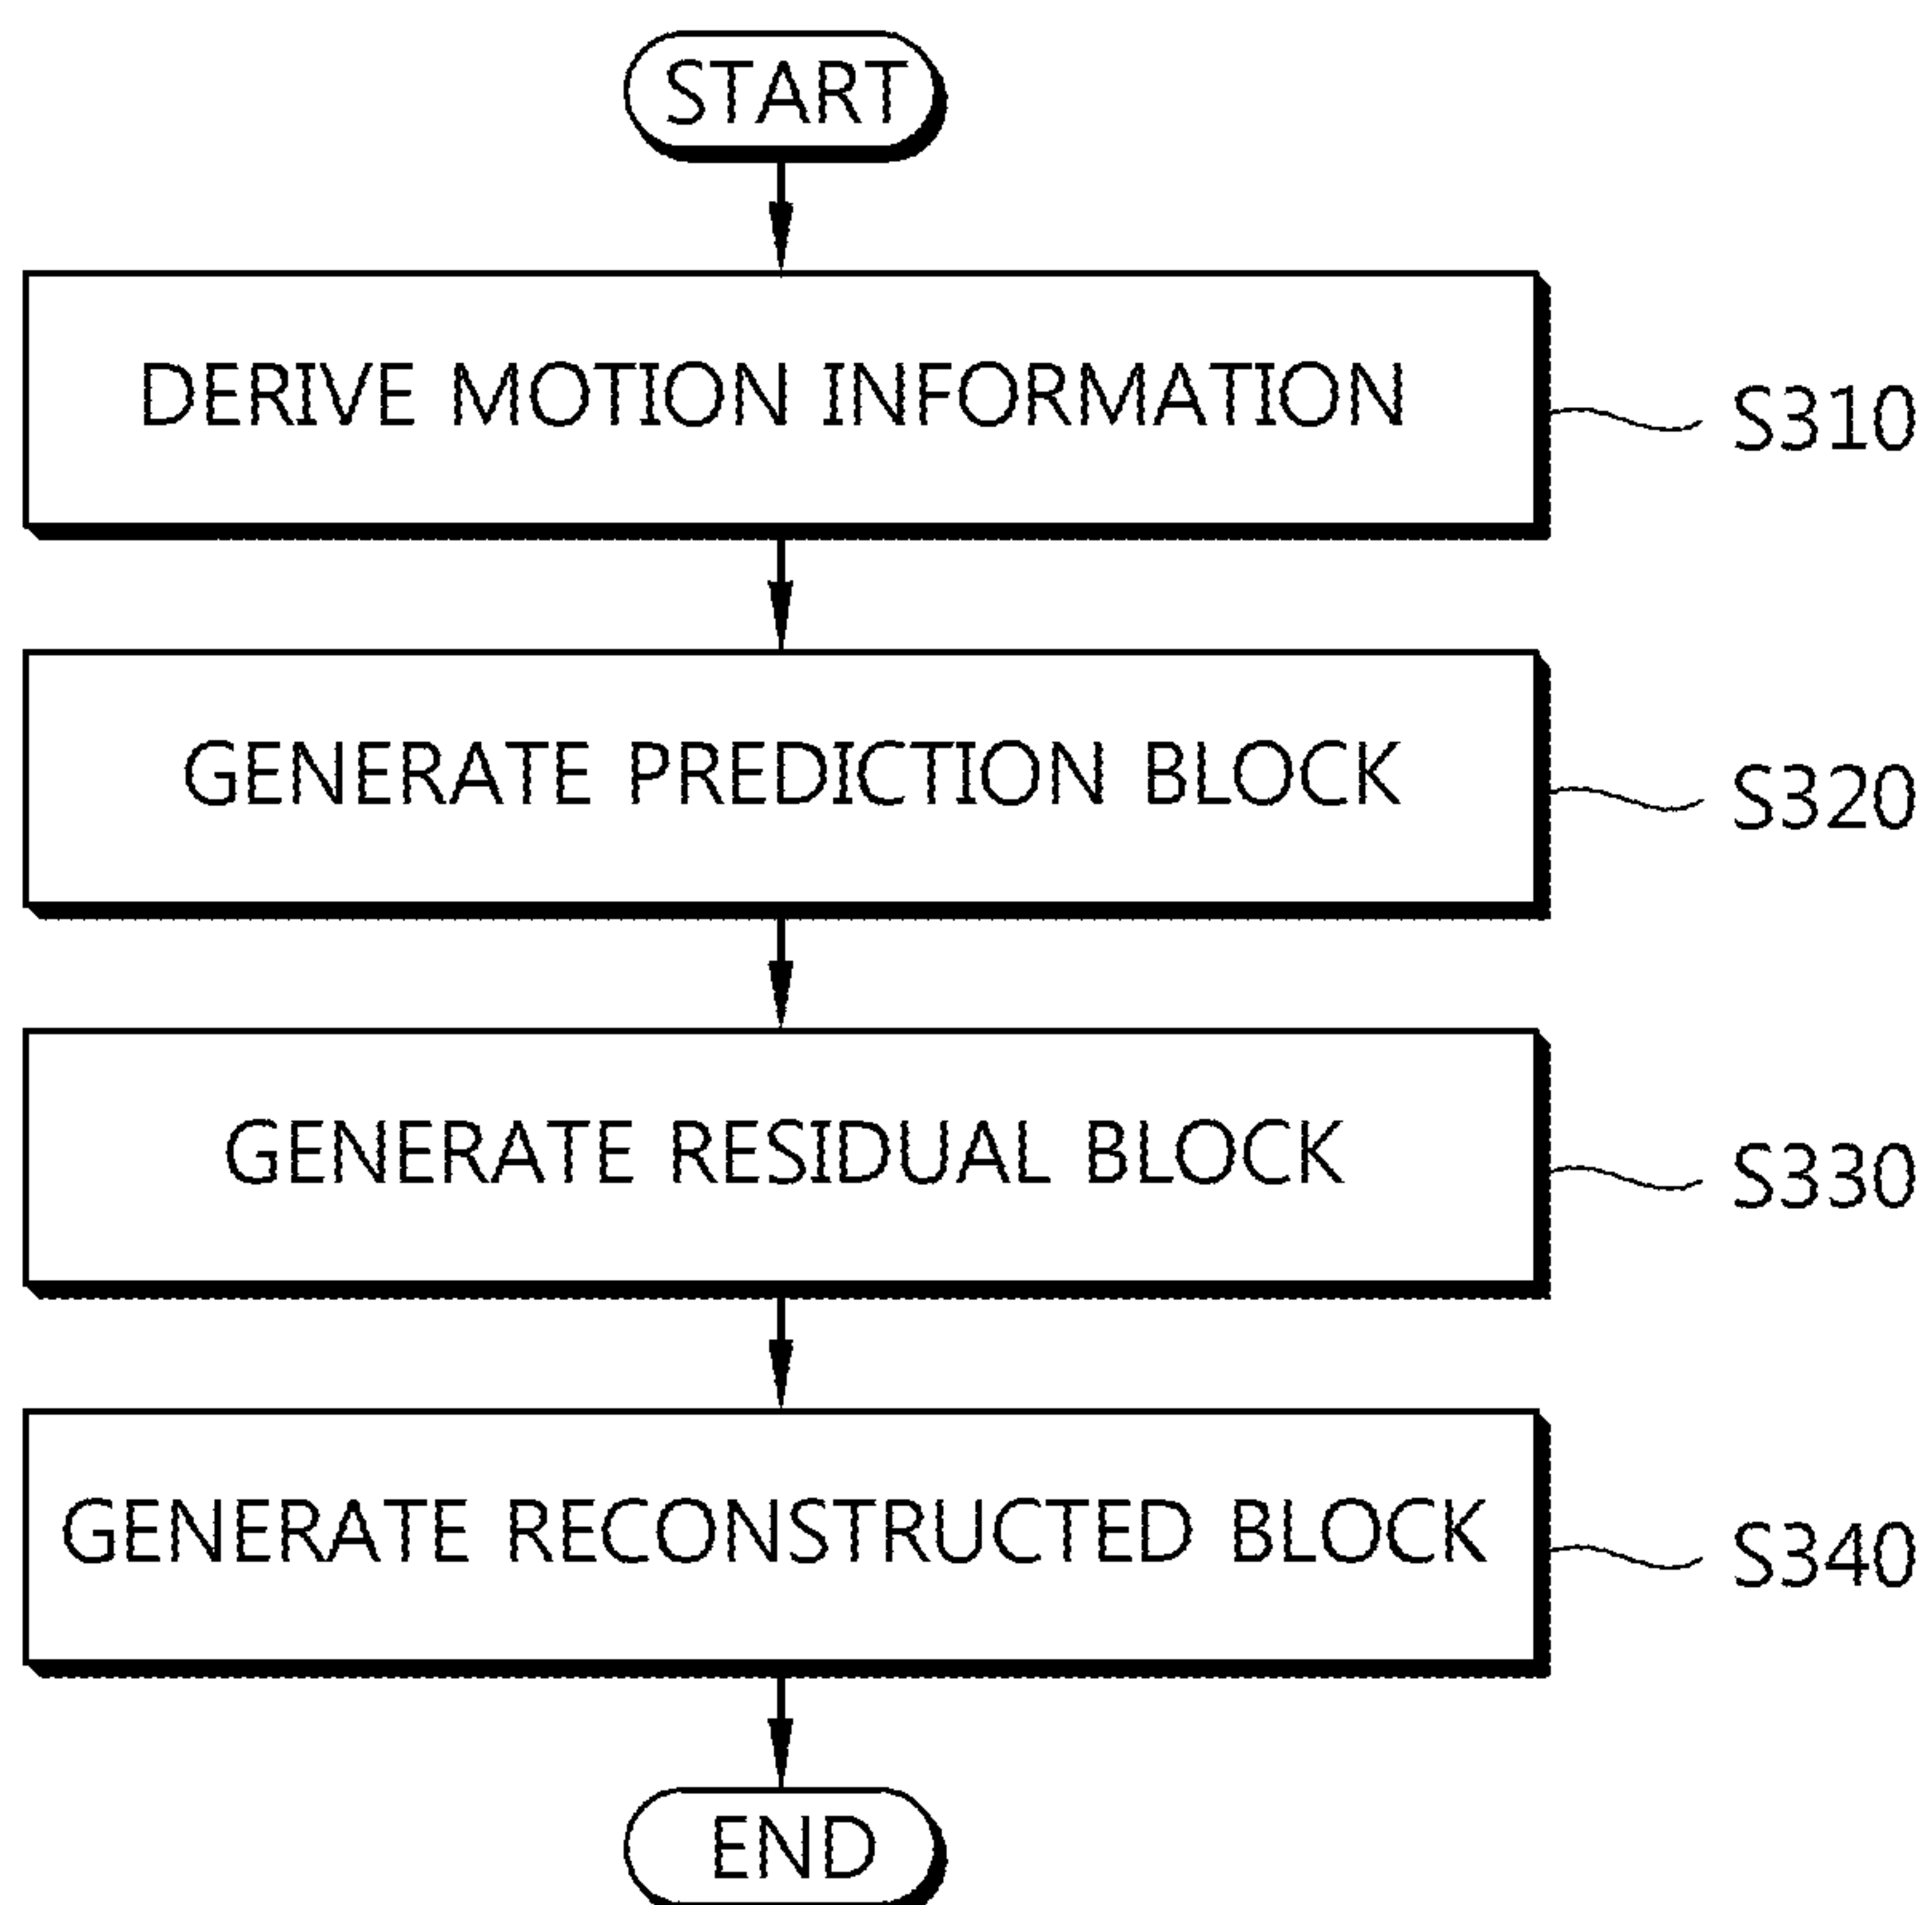 START
DERIVE MOTION INFORMATION
S310
GENERATE PREDICTION BLOCK
S320
GENERATE RESIDUAL BLOCK
S330
GENERATE RECONSTRUCTED BLOCK
S340
END